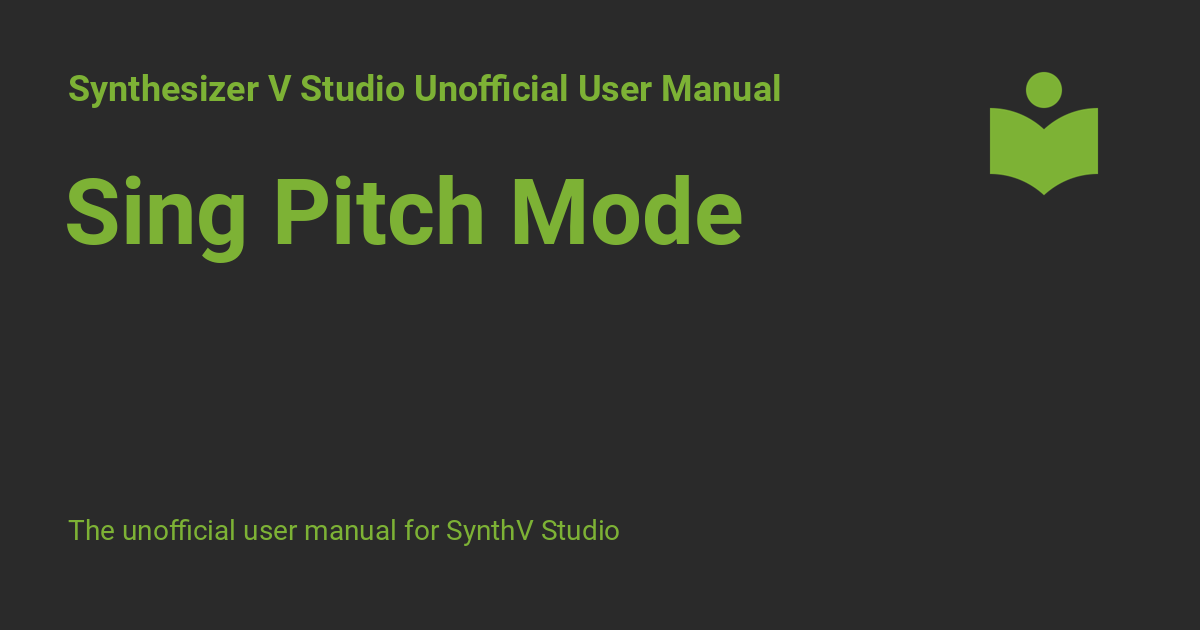 Synthesizer V Studio Unofficial User Manual
Sing Pitch Mode
The unofficial user manual for SynthV Studio